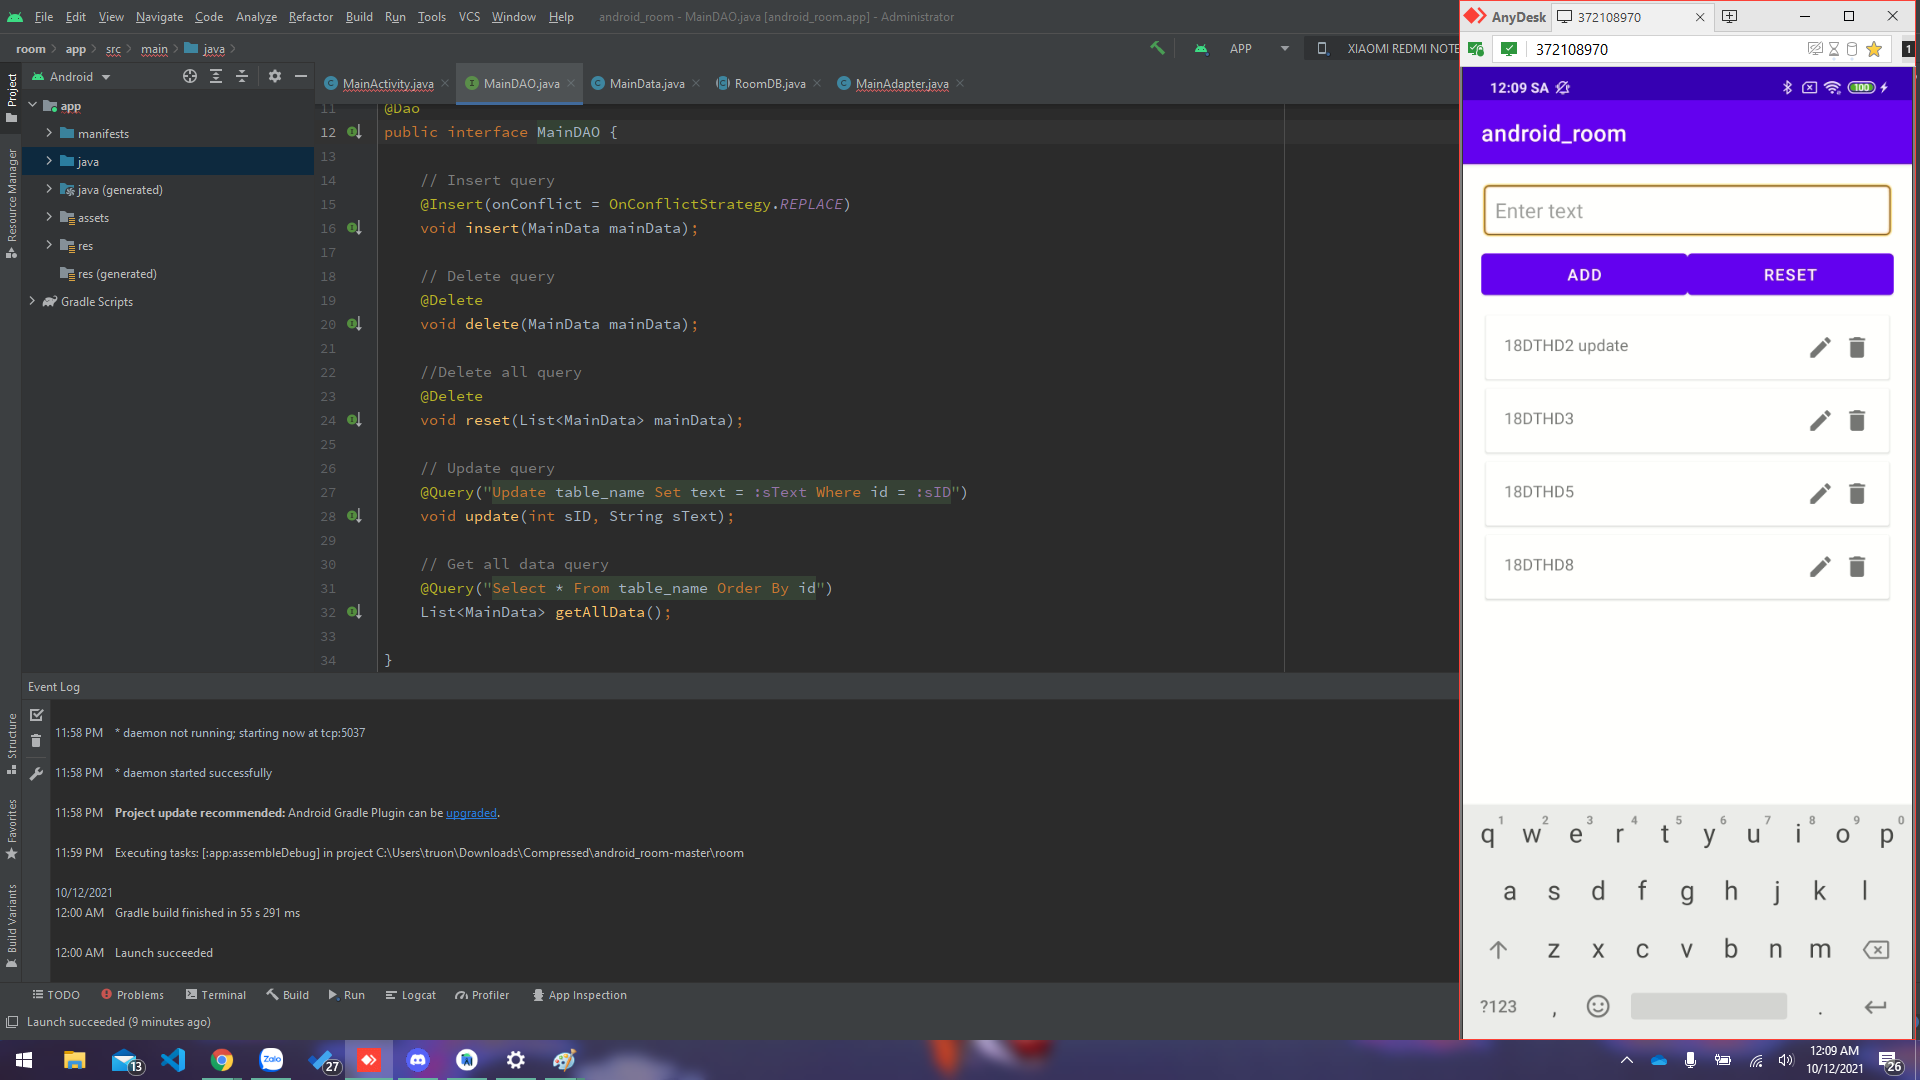 File Edit View Navigate Code Analyze Refactor Build Run Tools VCS Window Help android_room - MainDAO.java [android_room.app] - Administrator
room app src main java
APP XIAOMI REDMI NOTE
Android
MainActivity.java MainDAO.java MainData.java RoomDB.java MainAdapter.java
Project
Resource Manager
Structure
Favorites
Build Variants
app
manifests
java
java (generated)
assets
res
res (generated)
Gradle Scripts
11 @Dao
12 public interface MainDAO {
13
14 // Insert query
15 @Insert(onConflict = OnConflictStrategy.REPLACE)
16 void insert(MainData mainData);
17
18 // Delete query
19 @Delete
20 void delete(MainData mainData);
21
22 //Delete all query
23 @Delete
24 void reset(List<MainData> mainData);
25
26 // Update query
27 @Query("Update table_name Set text = :sText Where id = :sID")
28 void update(int sID, String sText);
29
30 // Get all data query
31 @Query("Select * From table_name Order By id")
32 List<MainData> getAllData();
33
34 }
Event Log
11:58 PM * daemon not running; starting now at tcp:5037
11:58 PM * daemon started successfully
11:58 PM Project update recommended: Android Gradle Plugin can be upgraded.
11:59 PM Executing tasks: [:app:assembleDebug] in project C:\Users\truon\Downloads\Compressed\android_room-master\room
10/12/2021
12:00 AM Gradle build finished in 55 s 291 ms
12:00 AM Launch succeeded
TODO Problems Terminal Build Run Logcat Profiler App Inspection
Launch succeeded (9 minutes ago)
AnyDesk 372108970
372108970 1
12:09 SA 100
android_room
Enter text
ADD RESET
18DTHD2 update
18DTHD3
18DTHD5
18DTHD8
1 2 3 4 5 6 7 8 9 0
q w e r t y u i o p
a s d f g h j k l
z x c v b n m
?123 , .
13 Zalo 27
12:09 AM
10/12/2021
26